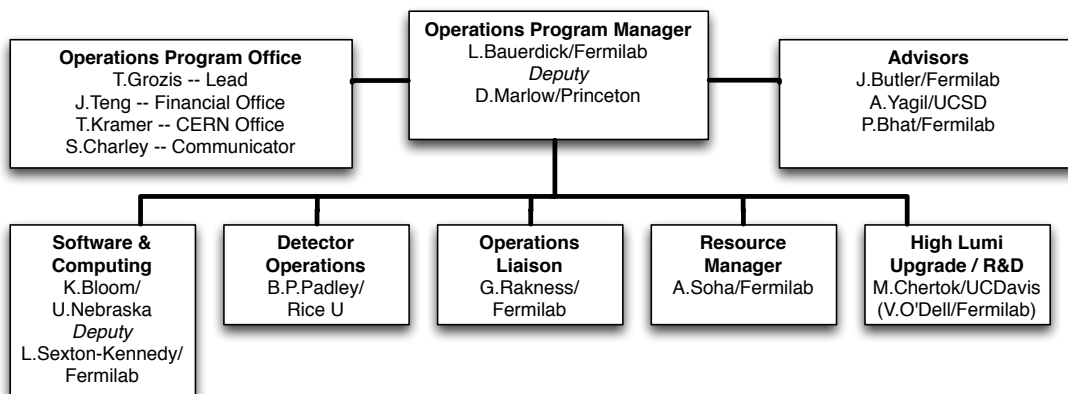 Operations Program Office
T.Grozis -- Lead
J.Teng -- Financial Office
T.Kramer -- CERN Office
S.Charley -- Communicator
Operations Program Manager
L.Bauerdick/Fermilab
Deputy
D.Marlow/Princeton
Advisors
J.Butler/Fermilab
A.Yagil/UCSD
P.Bhat/Fermilab
Software &
Computing
K.Bloom/
U.Nebraska
Deputy
L.Sexton-Kennedy/
Fermilab
Detector
Operations
B.P.Padley/
Rice U
Operations
Liaison
G.Rakness/
Fermilab
Resource
Manager
A.Soha/Fermilab
High Lumi
Upgrade / R&D
M.Chertok/UCDavis
(V.O'Dell/Fermilab)